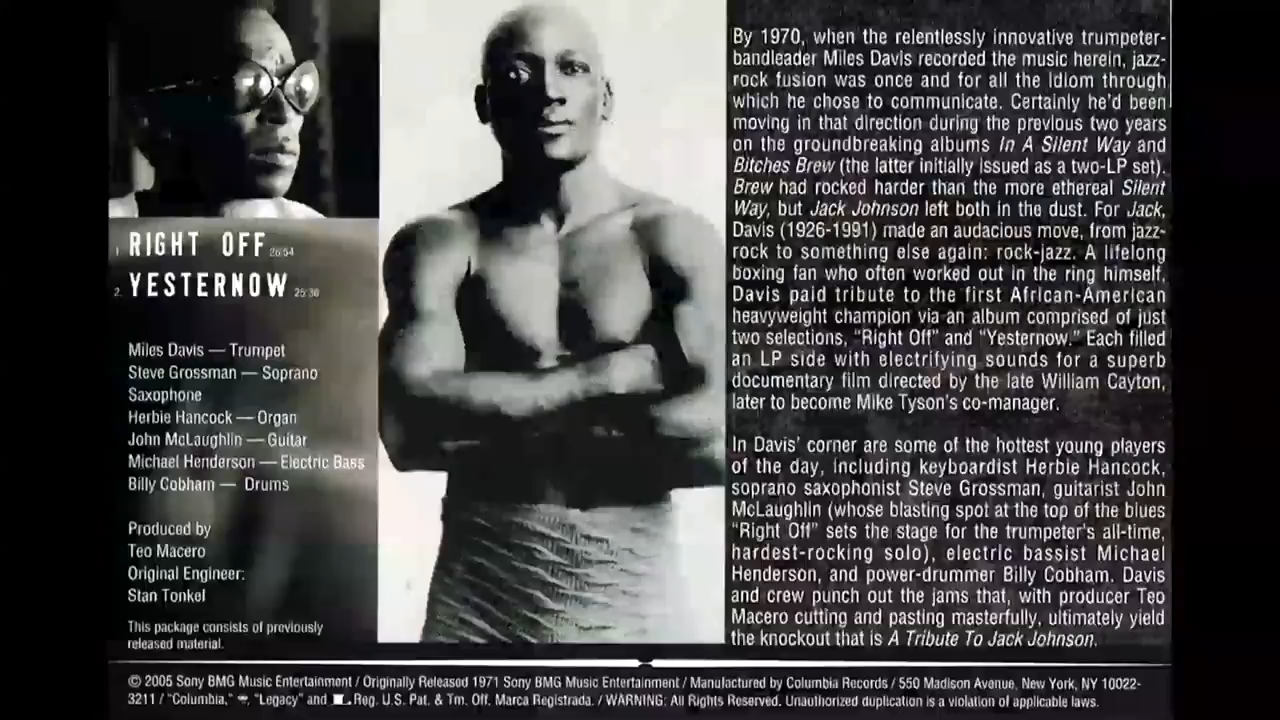 1. RIGHT OFF 26:54
2. YESTERNOW 25:36
Miles Davis — Trumpet
Steve Grossman — Soprano
Saxophone
Herbie Hancock — Organ
John McLaughlin — Guitar
Michael Henderson — Electric Bass
Billy Cobham — Drums
Produced by
Teo Macero
Original Engineer:
Stan Tonkel
This package consists of previously
released material.
By 1970, when the relentlessly innovative trumpeter-
bandleader Miles Davis recorded the music herein, jazz-
rock fusion was once and for all the idiom through
which he chose to communicate. Certainly he'd been
moving in that direction during the previous two years
on the groundbreaking albums In A Silent Way and
Bitches Brew (the latter initially issued as a two-LP set).
Brew had rocked harder than the more ethereal Silent
Way, but Jack Johnson left both in the dust. For Jack,
Davis (1926-1991) made an audacious move, from jazz-
rock to something else again: rock-jazz. A lifelong
boxing fan who often worked out in the ring himself,
Davis paid tribute to the first African-American
heavyweight champion via an album comprised of just
two selections, “Right Off” and “Yesternow.” Each filled
an LP side with electrifying sounds for a superb
documentary film directed by the late William Cayton,
later to become Mike Tyson's co-manager.
In Davis' corner are some of the hottest young players
of the day, including keyboardist Herbie Hancock,
soprano saxophonist Steve Grossman, guitarist John
McLaughlin (whose blasting spot at the top of the blues
“Right Off” sets the stage for the trumpeter's all-time,
hardest-rocking solo), electric bassist Michael
Henderson, and power-drummer Billy Cobham. Davis
and crew punch out the jams that, with producer Teo
Macero cutting and pasting masterfully, ultimately yield
the knockout that is A Tribute To Jack Johnson.
© 2005 Sony BMG Music Entertainment / Originally Released 1971 Sony BMG Music Entertainment / Manufactured by Columbia Records / 550 Madison Avenue, New York, NY 10022-
3211 / “Columbia,” “Legacy” and Reg. U.S. Pat. & Tm. Off. Marca Registrada. / WARNING: All Rights Reserved. Unauthorized duplication is a violation of applicable laws.